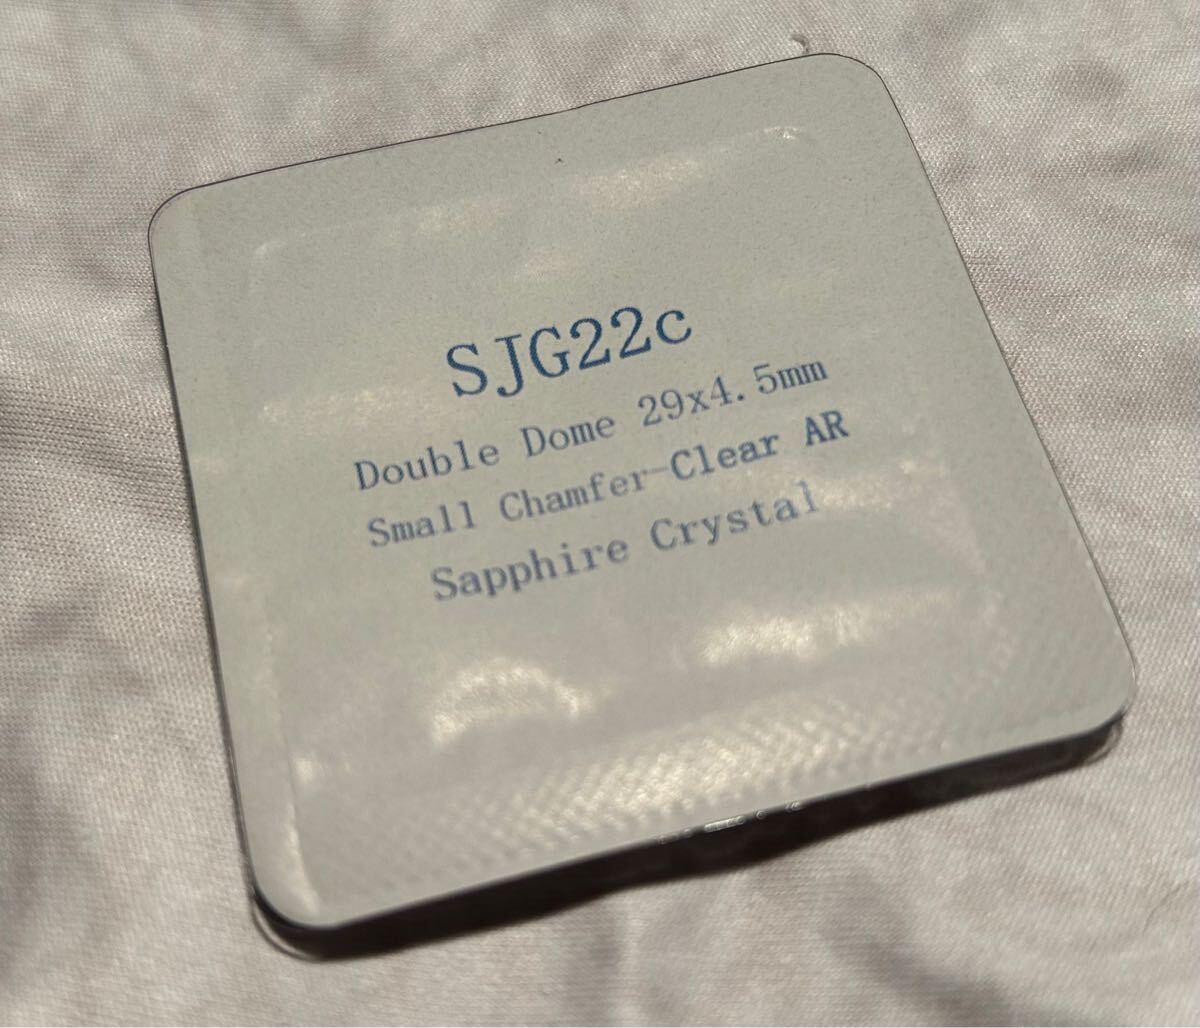 SJG22c
Double Dome 29x4.5mm
Small Chamfer-Clear AR
Sapphire Crystal